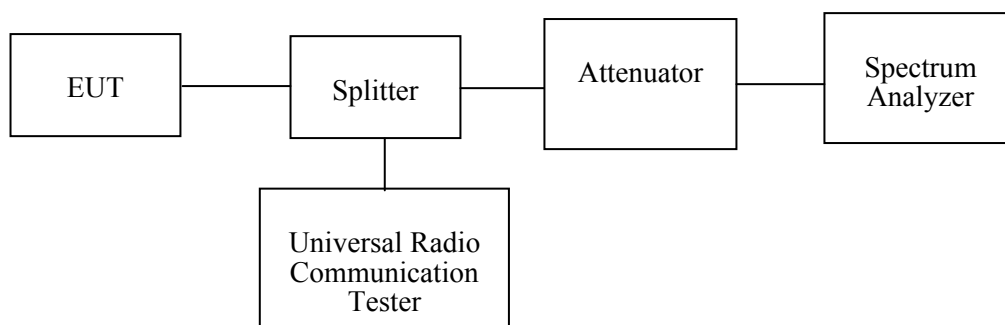 EUT
Splitter
Attenuator
Spectrum
Analyzer
Universal Radio
Communication
Tester